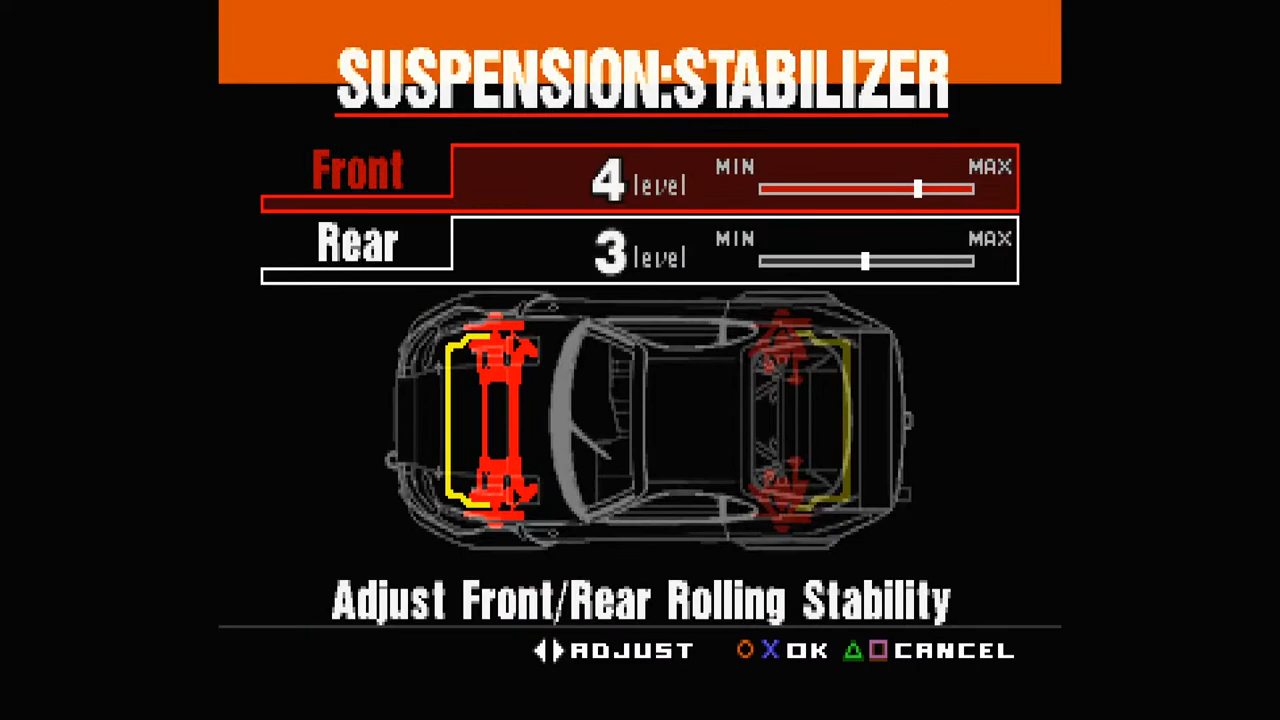 SUSPENSION:STABILIZER
Front 4 level MIN MAX
Rear 3 level MIN MAX
Adjust Front/Rear Rolling Stability
ADJUST OK CANCEL